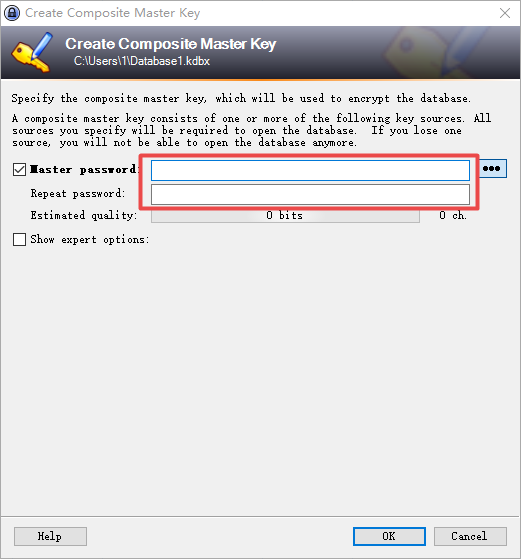 Create Composite Master Key
Create Composite Master Key
C:\Users\1\Database1.kdbx
Specify the composite master key, which will be used to encrypt the database.
A composite master key consists of one or more of the following key sources. All
sources you specify will be required to open the database. If you lose one
source, you will not be able to open the database anymore.
Master password:
Repeat password:
Estimated quality: 0 bits 0 ch.
Show expert options:
Help OK Cancel